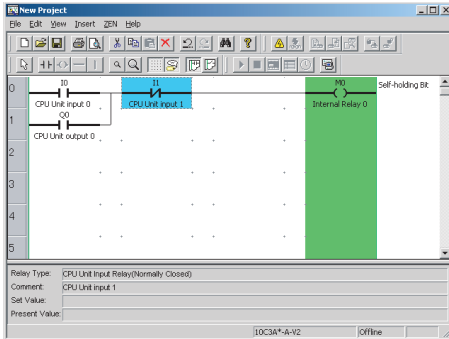 New Project
File Edit View Insert ZEN Help
0 I0 I1 M0 Self-holding Bit
CPU Unit input 0 CPU Unit input 1 Internal Relay 0
1 Q0
CPU Unit output 0
2
3
4
5
Relay Type: CPU Unit Input Relay(Normally Closed)
Comment: CPU Unit input 1
Set Value:
Present Value:
10C3A*-A-V2 Offline